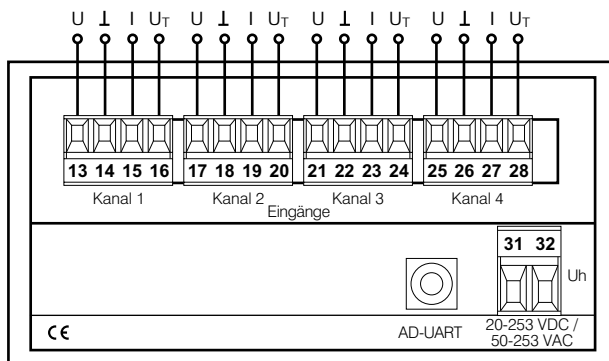 U ⊥ I UT U ⊥ I UT U ⊥ I UT U ⊥ I UT
13 14 15 16 17 18 19 20 21 22 23 24 25 26 27 28
Kanal 1 Kanal 2 Kanal 3 Kanal 4
Eingänge
31 32
Uh
CE AD-UART 20-253 VDC /
50-253 VAC